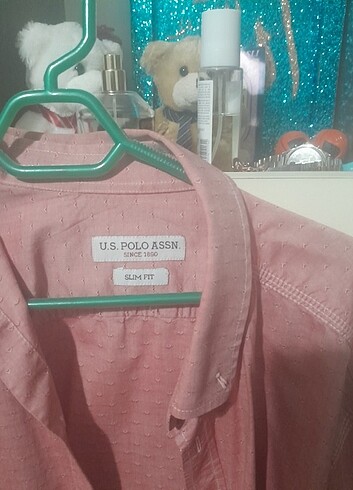 U.S. POLO ASSN.
SINCE 1890
SLIM FIT